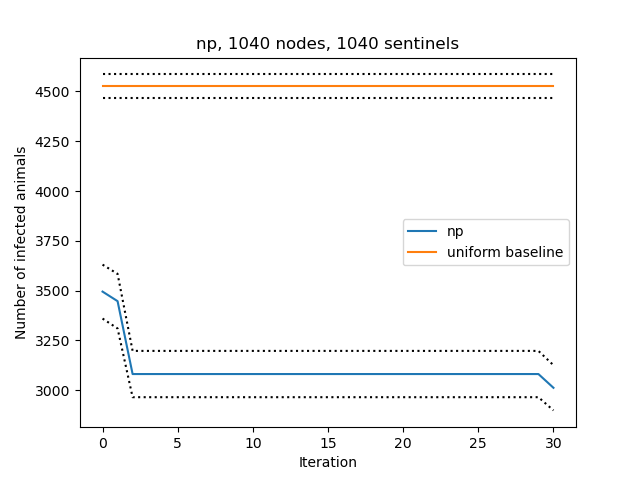 np, 1040 nodes, 1040 sentinels
Number of infected animals
4500
4250
4000
3750
3500
3250
3000
np
uniform baseline
0 5 10 15 20 25 30
Iteration